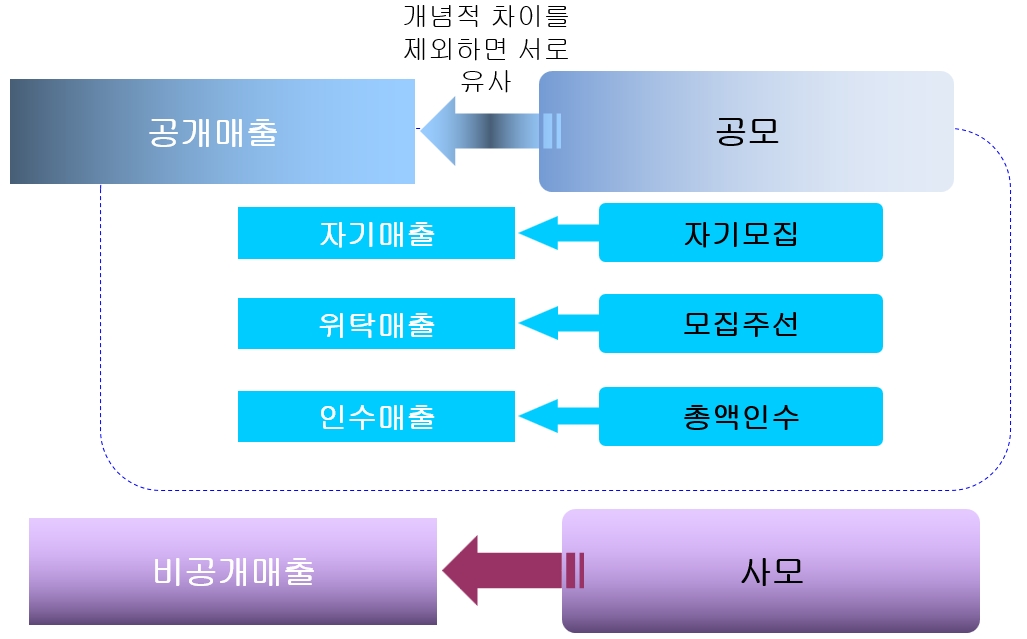 개념적 차이를
제외하면 서로
유사
공개매출
공모
자기매출
자기모집
위탁매출
모집주선
인수매출
총액인수
비공개매출
사모